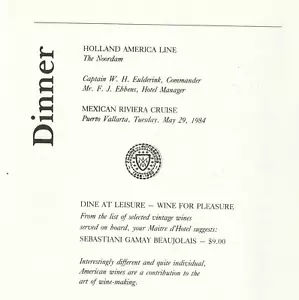 Dinner
HOLLAND AMERICA LINE
The Noordam
Captain W. H. Eulderink, Commander
Mr. F. J. Ebbens, Hotel Manager
MEXICAN RIVIERA CRUISE
Puerto Vallarta, Tuesday, May 29, 1984
DINE AT LEISURE — WINE FOR PLEASURE
From the list of selected vintage wines
served on board, your Maitre d'Hotel suggests:
SEBASTIANI GAMAY BEAUJOLAIS — $9.00
Interestingly different and quite individual,
American wines are a contribution to the
art of wine-making.